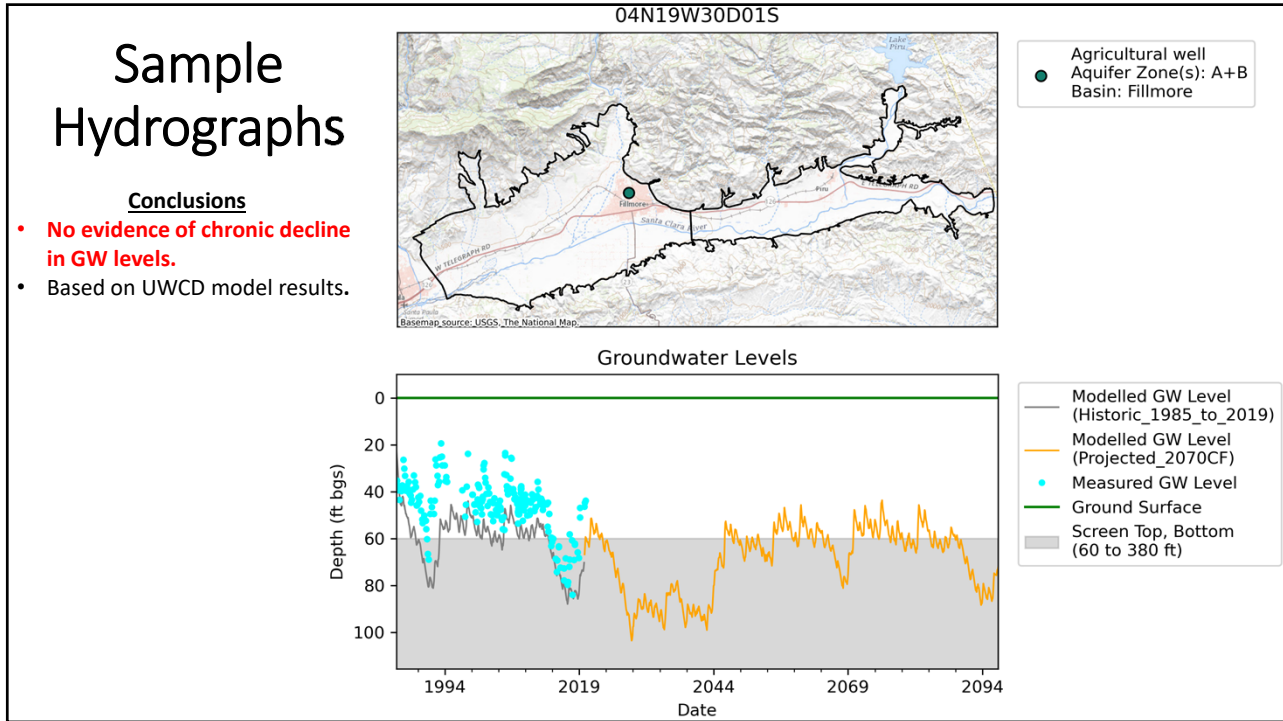 Sample
Hydrographs
Conclusions
• No evidence of chronic decline
in GW levels.
• Based on UWCD model results.
04N19W30D01S
Lake
Piru
E TELEGRAPH RD
Piru
126
Fillmore
Santa Clara River
W TELEGRAPH RD
Santa Paula
Basemap source: USGS, The National Map.
Agricultural well
Aquifer Zone(s): A+B
Basin: Fillmore
Groundwater Levels
Depth (ft bgs)
0
20
40
60
80
100
1994
2019
2044
2069
2094
Date
Modelled GW Level
(Historic_1985_to_2019)
Modelled GW Level
(Projected_2070CF)
Measured GW Level
Ground Surface
Screen Top, Bottom
(60 to 380 ft)